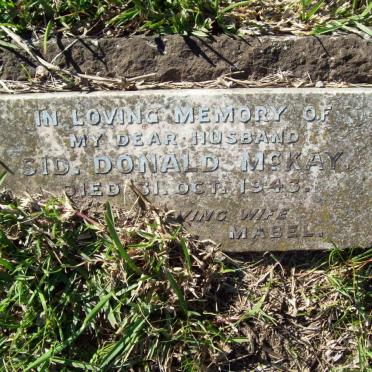 IN LOVING MEMORY OF
MY DEAR HUSBAND
SID. DONALD McKAY.
DIED 31. OCT. 1943.
WIFE
MABEL.